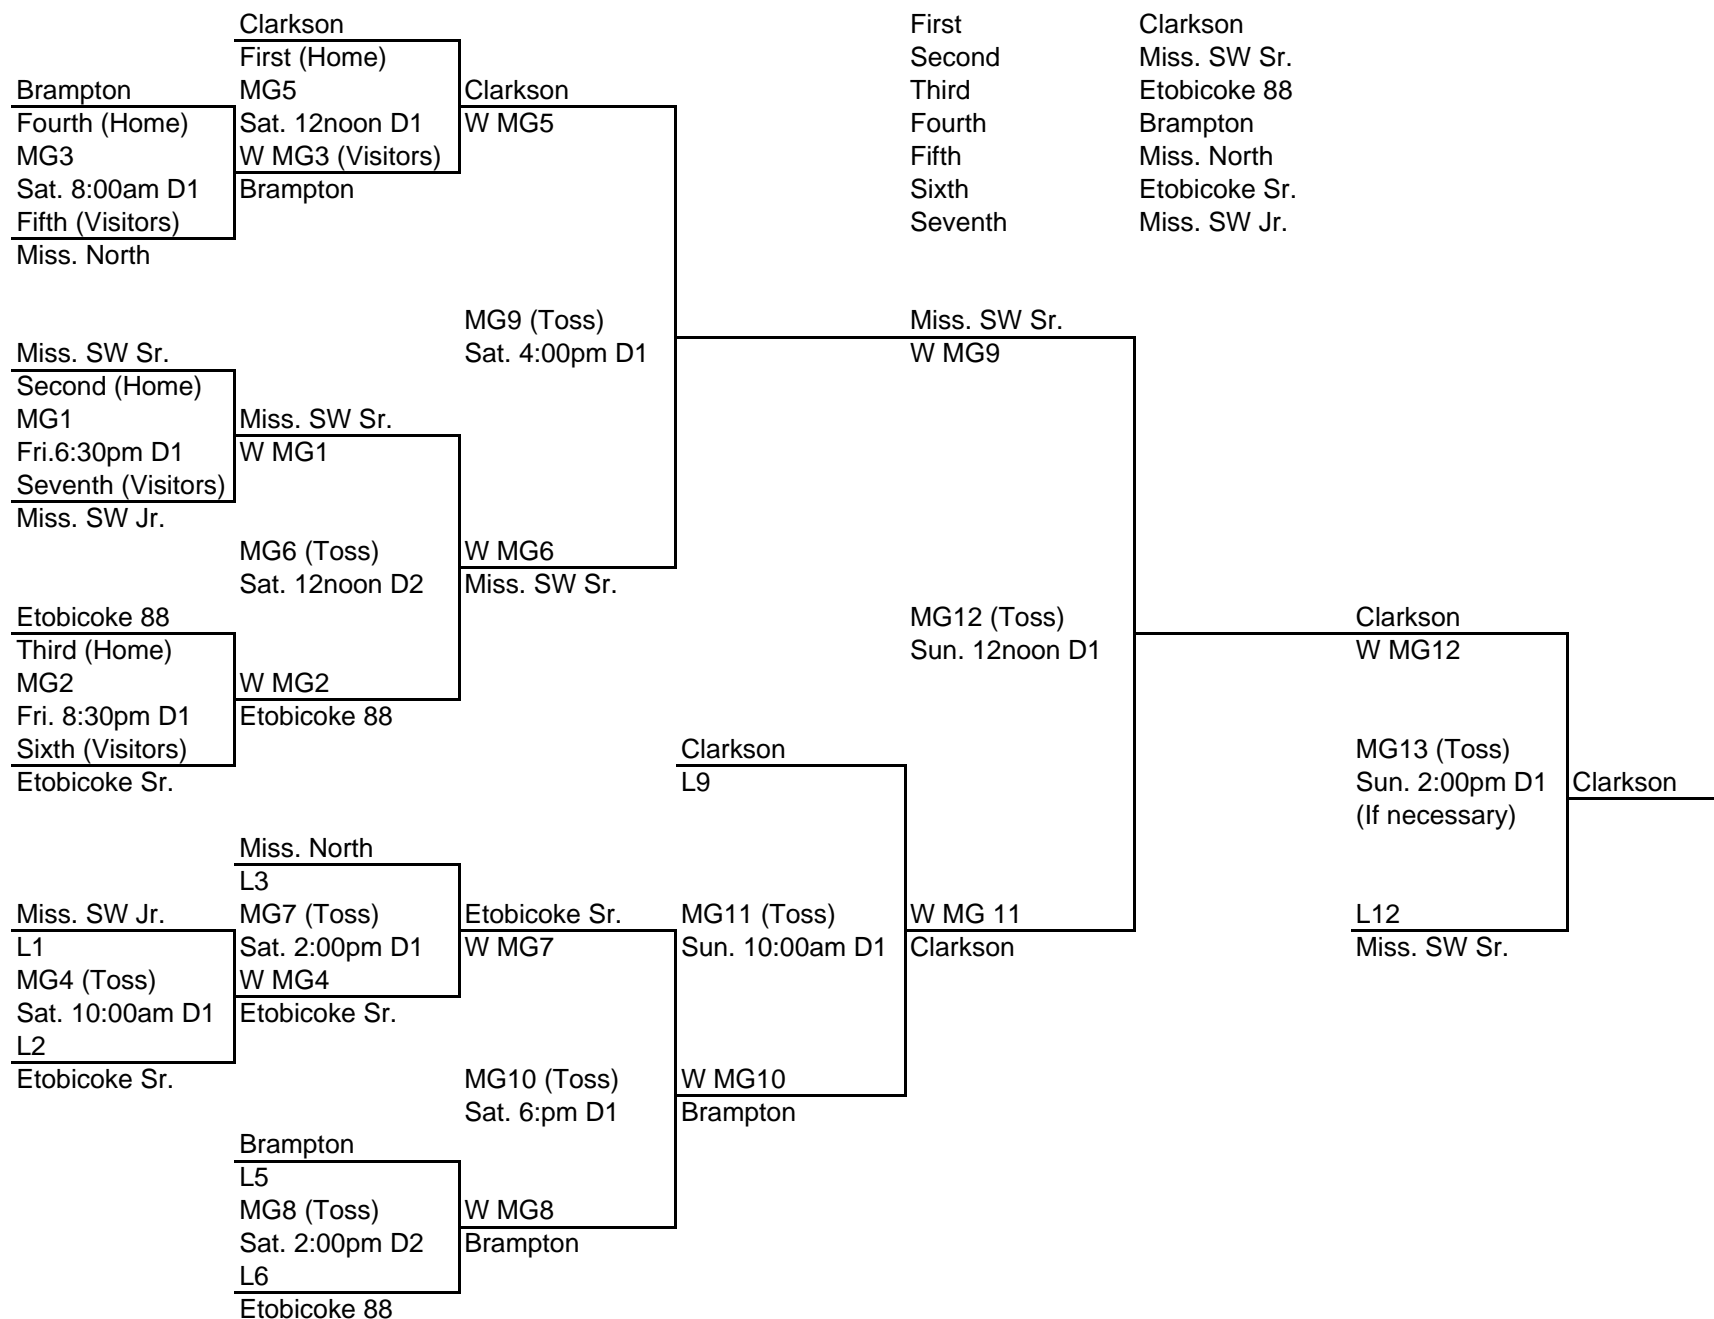 Clarkson
First (Home)
MG5
Sat. 12noon D1
W MG3 (Visitors)
Brampton
Brampton
Fourth (Home)
MG3
Sat. 8:00am D1
Fifth (Visitors)
Miss. North
Clarkson
W MG5
First Clarkson
Second Miss. SW Sr.
Third Etobicoke 88
Fourth Brampton
Fifth Miss. North
Sixth Etobicoke Sr.
Seventh Miss. SW Jr.
MG9 (Toss)
Sat. 4:00pm D1
Miss. SW Sr.
W MG9
Miss. SW Sr.
Second (Home)
MG1
Fri.6:30pm D1
Seventh (Visitors)
Miss. SW Jr.
Miss. SW Sr.
W MG1
MG6 (Toss)
Sat. 12noon D2
W MG6
Miss. SW Sr.
Etobicoke 88
Third (Home)
MG2
Fri. 8:30pm D1
Sixth (Visitors)
Etobicoke Sr.
W MG2
Etobicoke 88
MG12 (Toss)
Sun. 12noon D1
Clarkson
W MG12
MG13 (Toss)
Sun. 2:00pm D1
(If necessary)
Clarkson
L12
Miss. SW Sr.
Clarkson
L9
MG11 (Toss)
Sun. 10:00am D1
W MG 11
Clarkson
Miss. North
L3
MG7 (Toss)
Sat. 2:00pm D1
W MG4
Etobicoke Sr.
Miss. SW Jr.
L1
MG4 (Toss)
Sat. 10:00am D1
L2
Etobicoke Sr.
Etobicoke Sr.
W MG7
MG10 (Toss)
Sat. 6:pm D1
W MG10
Brampton
Brampton
L5
MG8 (Toss)
Sat. 2:00pm D2
L6
Etobicoke 88
W MG8
Brampton